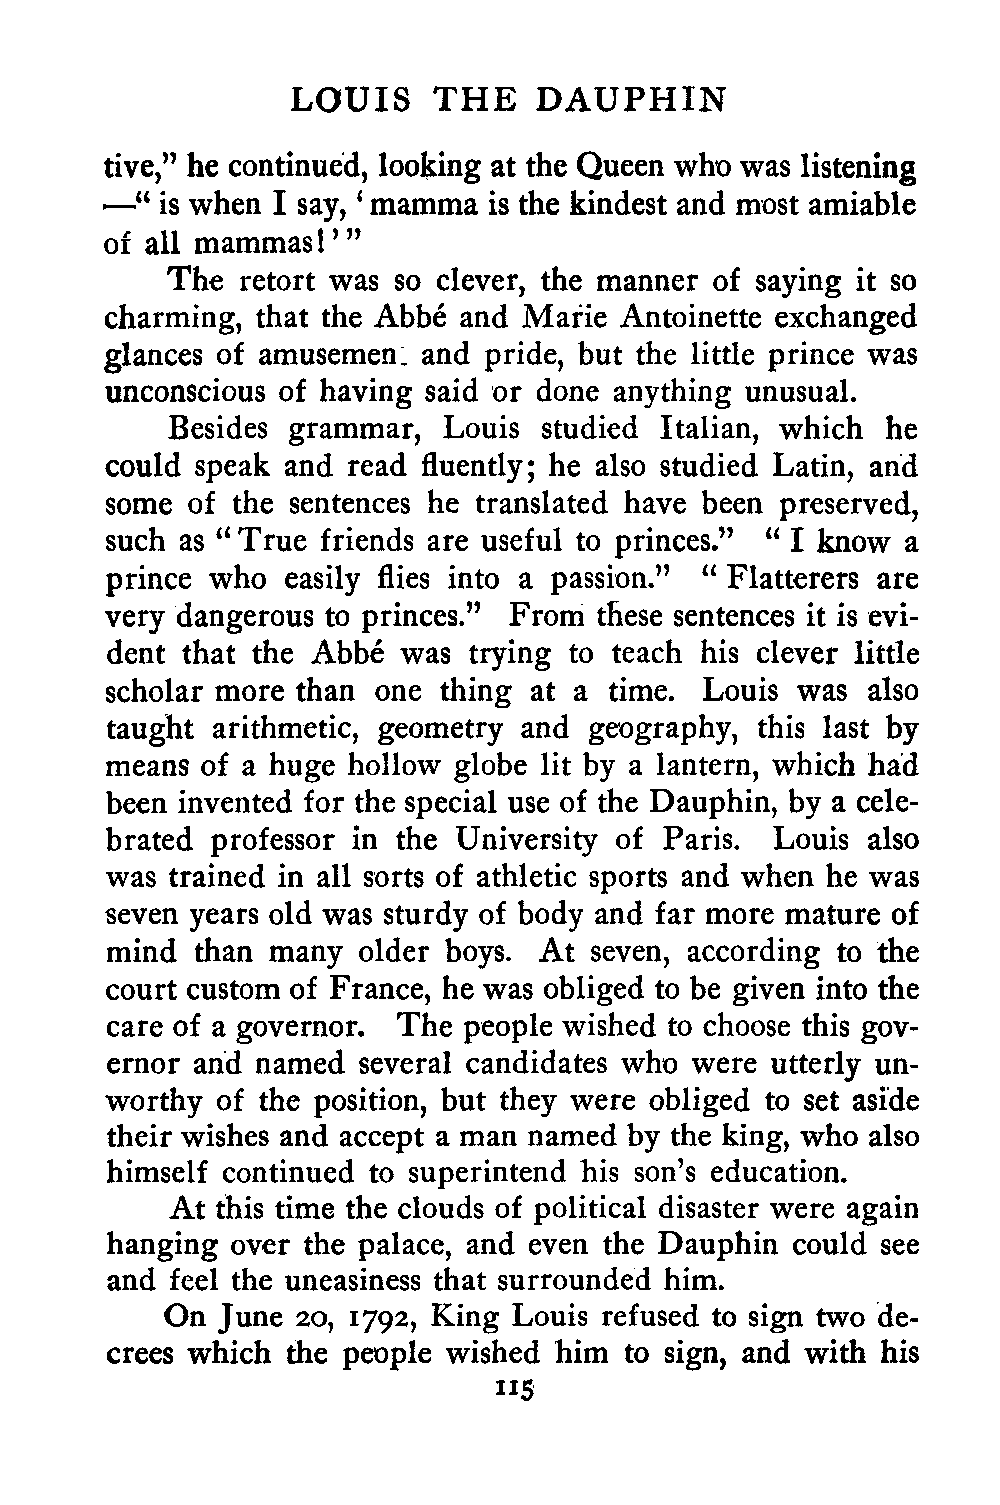 LOUIS THE DAUPHIN
tive,” he continued, looking at the Queen who was listening
—“ is when I say, ‘ mamma is the kindest and most amiable
of all mammas! ’ ”
The retort was so clever, the manner of saying it so
charming, that the Abbé and Marie Antoinette exchanged
glances of amusement and pride, but the little prince was
unconscious of having said or done anything unusual.
Besides grammar, Louis studied Italian, which he
could speak and read fluently; he also studied Latin, and
some of the sentences he translated have been preserved,
such as “ True friends are useful to princes.” “ I know a
prince who easily flies into a passion.” “ Flatterers are
very dangerous to princes.” From these sentences it is evi-
dent that the Abbé was trying to teach his clever little
scholar more than one thing at a time. Louis was also
taught arithmetic, geometry and geography, this last by
means of a huge hollow globe lit by a lantern, which had
been invented for the special use of the Dauphin, by a cele-
brated professor in the University of Paris. Louis also
was trained in all sorts of athletic sports and when he was
seven years old was sturdy of body and far more mature of
mind than many older boys. At seven, according to the
court custom of France, he was obliged to be given into the
care of a governor. The people wished to choose this gov-
ernor and named several candidates who were utterly un-
worthy of the position, but they were obliged to set aside
their wishes and accept a man named by the king, who also
himself continued to superintend his son’s education.
At this time the clouds of political disaster were again
hanging over the palace, and even the Dauphin could see
and feel the uneasiness that surrounded him.
On June 20, 1792, King Louis refused to sign two de-
crees which the people wished him to sign, and with his
115